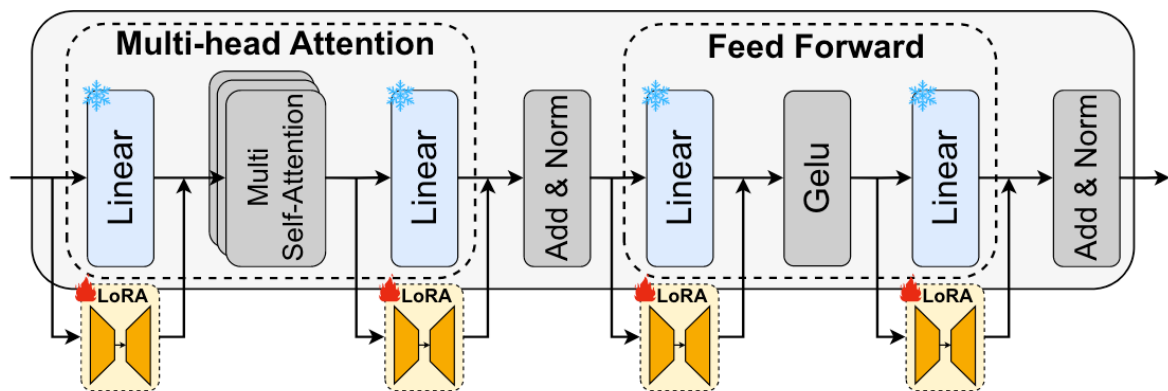 Multi-head Attention
Feed Forward
Linear
Multi
Self-Attention
Linear
Add & Norm
Linear
Gelu
Linear
Add & Norm
LoRA
LoRA
LoRA
LoRA